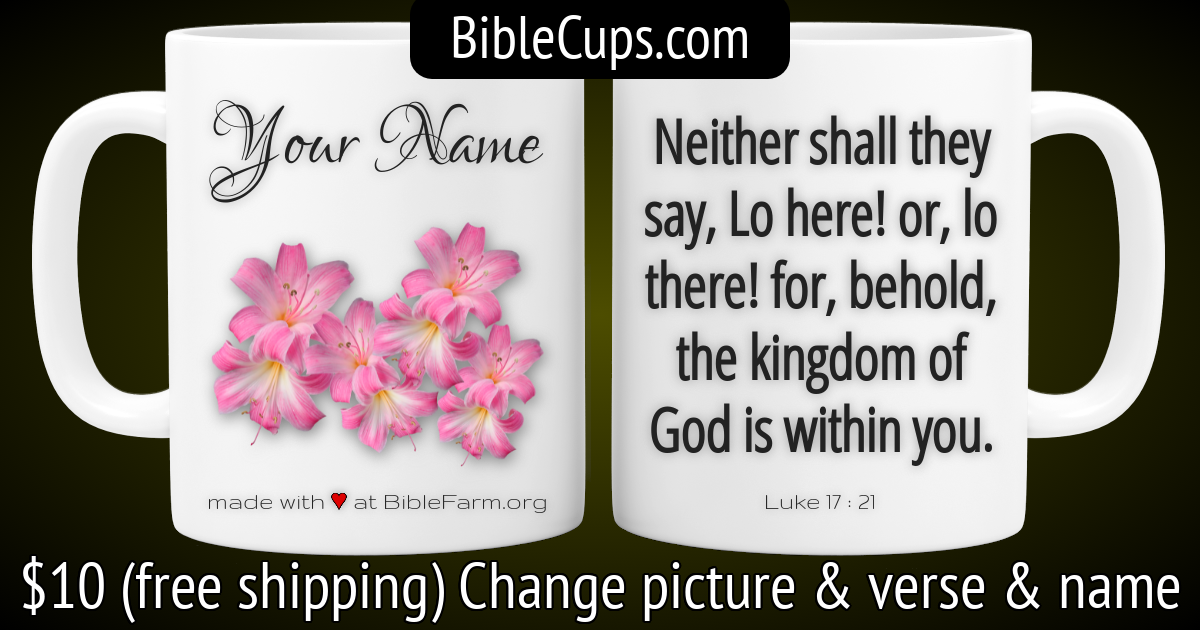 BibleCups.com
Your Name
made with ♥ at BibleFarm.org
Neither shall they
say, Lo here! or, lo
there! for, behold,
the kingdom of
God is within you.
Luke 17 : 21
$10 (free shipping) Change picture & verse & name